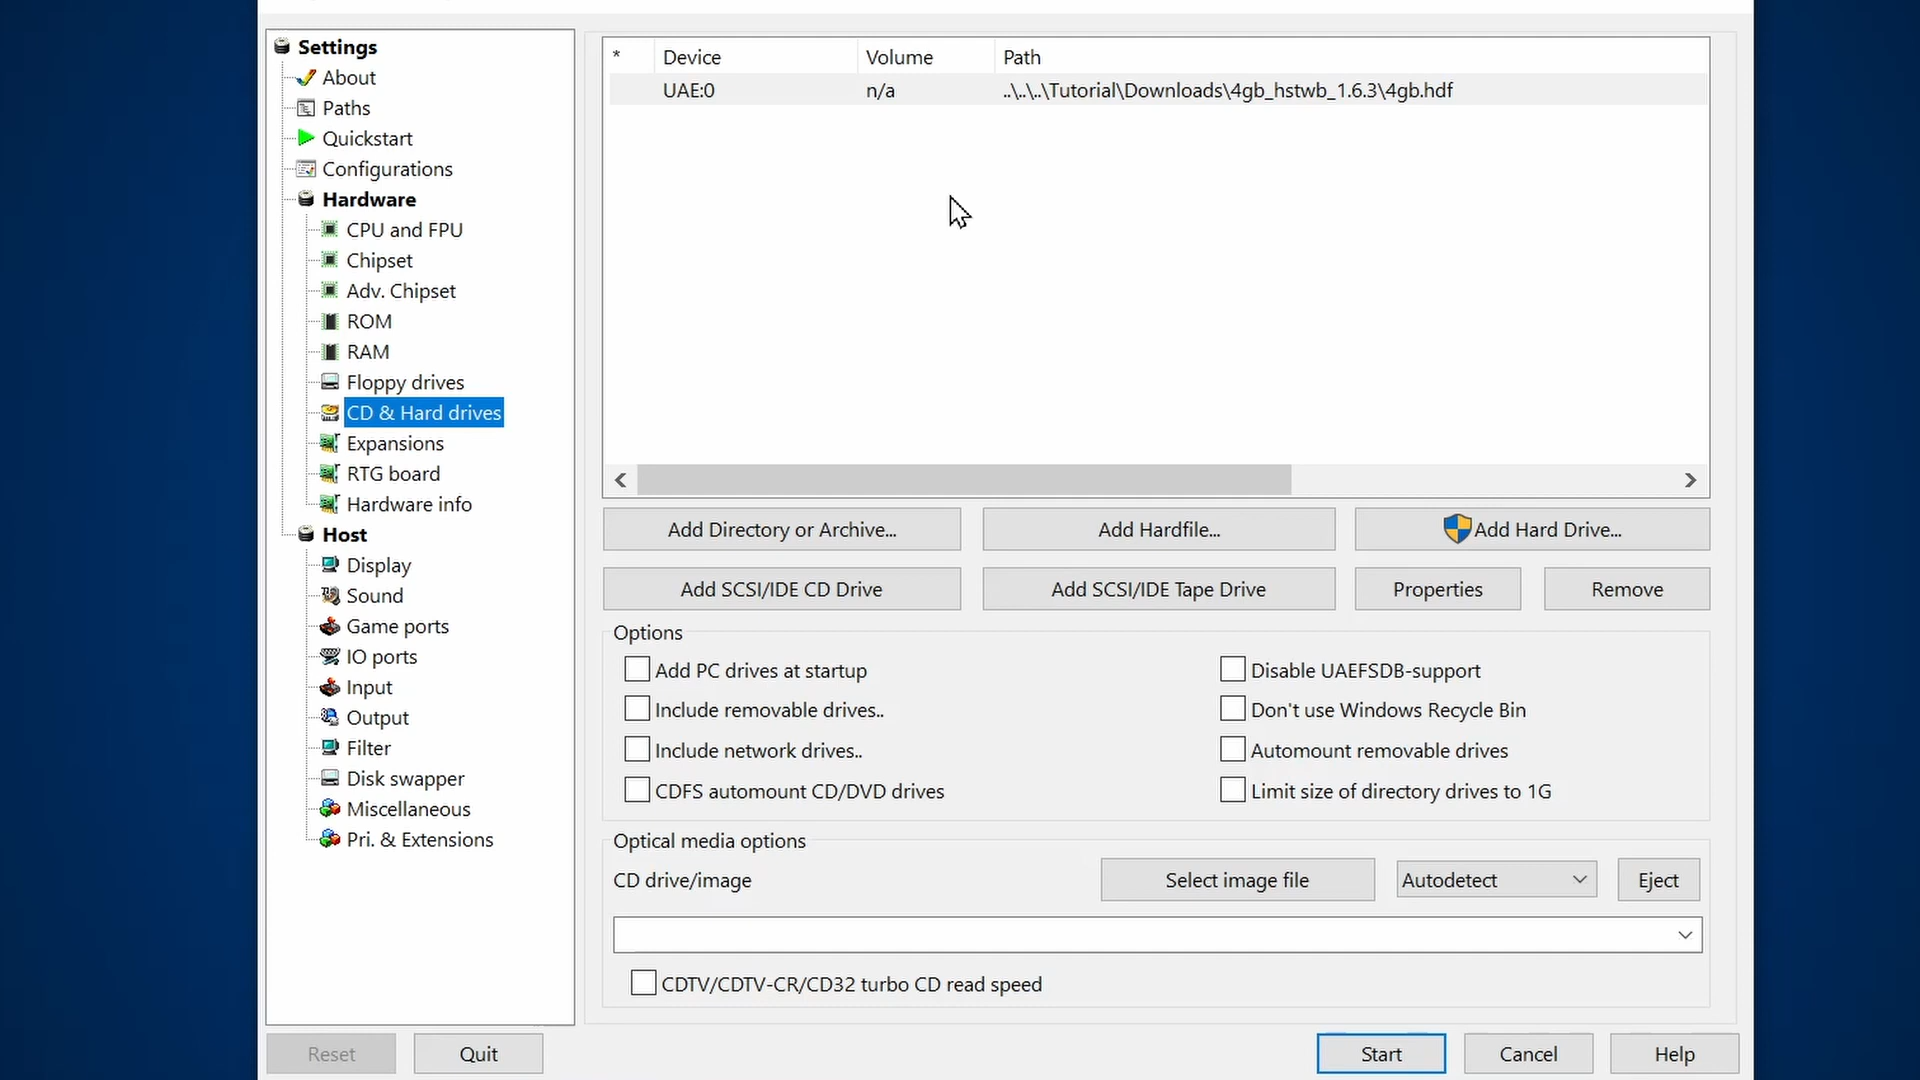 Settings
About
Paths
Quickstart
Configurations
Hardware
CPU and FPU
Chipset
Adv. Chipset
ROM
RAM
Floppy drives
CD & Hard drives
Expansions
RTG board
Hardware info
Host
Display
Sound
Game ports
IO ports
Input
Output
Filter
Disk swapper
Miscellaneous
Pri. & Extensions
* Device Volume Path
UAE:0 n/a ..\..\..\Tutorial\Downloads\4gb_hstwb_1.6.3\4gb.hdf
Add Directory or Archive... Add Hardfile... Add Hard Drive...
Add SCSI/IDE CD Drive Add SCSI/IDE Tape Drive Properties Remove
Options
Add PC drives at startup Disable UAEFSDB-support
Include removable drives.. Don't use Windows Recycle Bin
Include network drives.. Automount removable drives
CDFS automount CD/DVD drives Limit size of directory drives to 1G
Optical media options
CD drive/image Select image file Autodetect Eject
CDTV/CDTV-CR/CD32 turbo CD read speed
Reset Quit Start Cancel Help